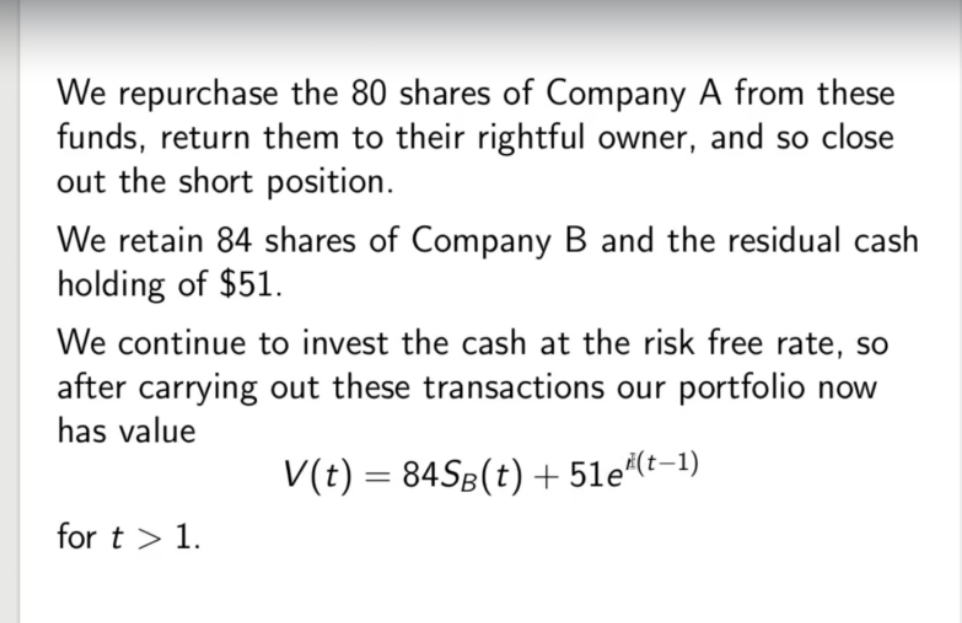 We repurchase the 80 shares of Company A from these
funds, return them to their rightful owner, and so close
out the short position.
We retain 84 shares of Company B and the residual cash
holding of $51.
We continue to invest the cash at the risk free rate, so
after carrying out these transactions our portfolio now
has value
V(t) = 84S_B(t) + 51e^(t−1)
for t > 1.